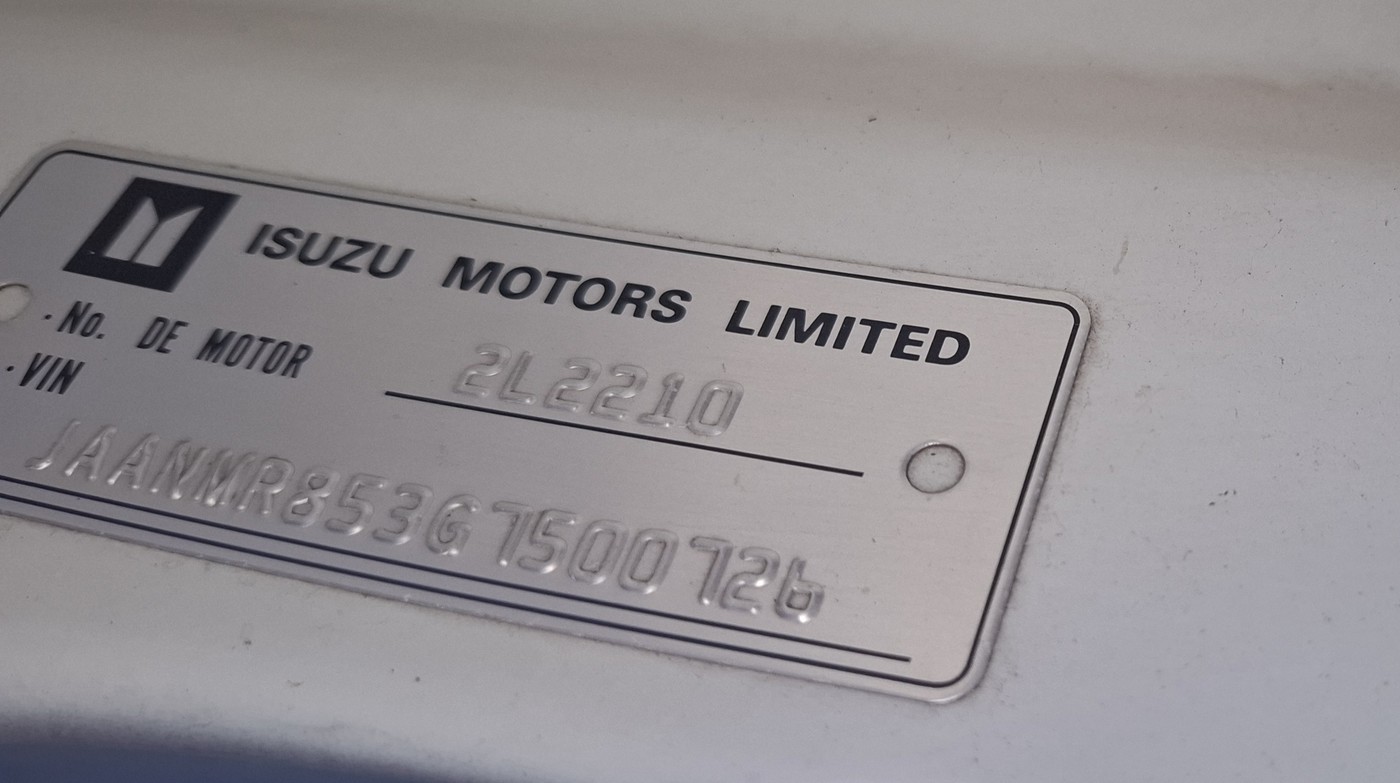 ISUZU MOTORS LIMITED
· No. DE MOTOR 2L2210
· VIN
JAANMR853G7500726